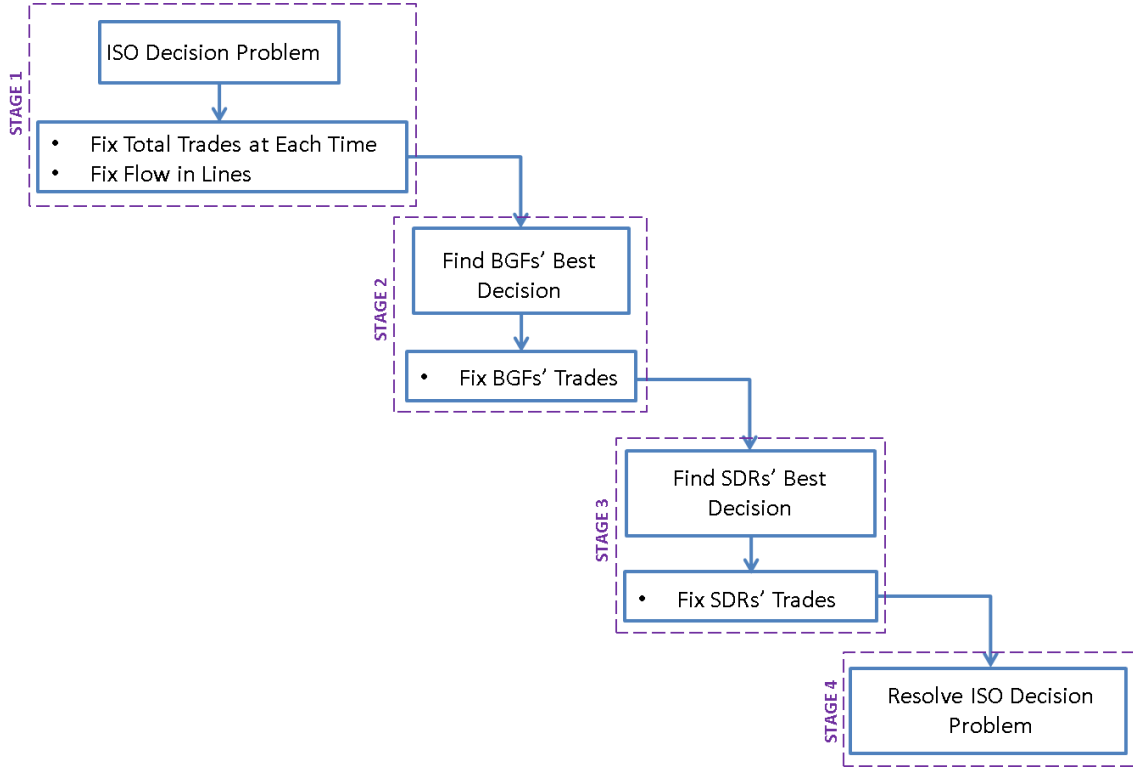 STAGE 1
ISO Decision Problem
• Fix Total Trades at Each Time
• Fix Flow in Lines
STAGE 2
Find BGFs’ Best
Decision
• Fix BGFs’ Trades
STAGE 3
Find SDRs’ Best
Decision
• Fix SDRs’ Trades
STAGE 4
Resolve ISO Decision
Problem